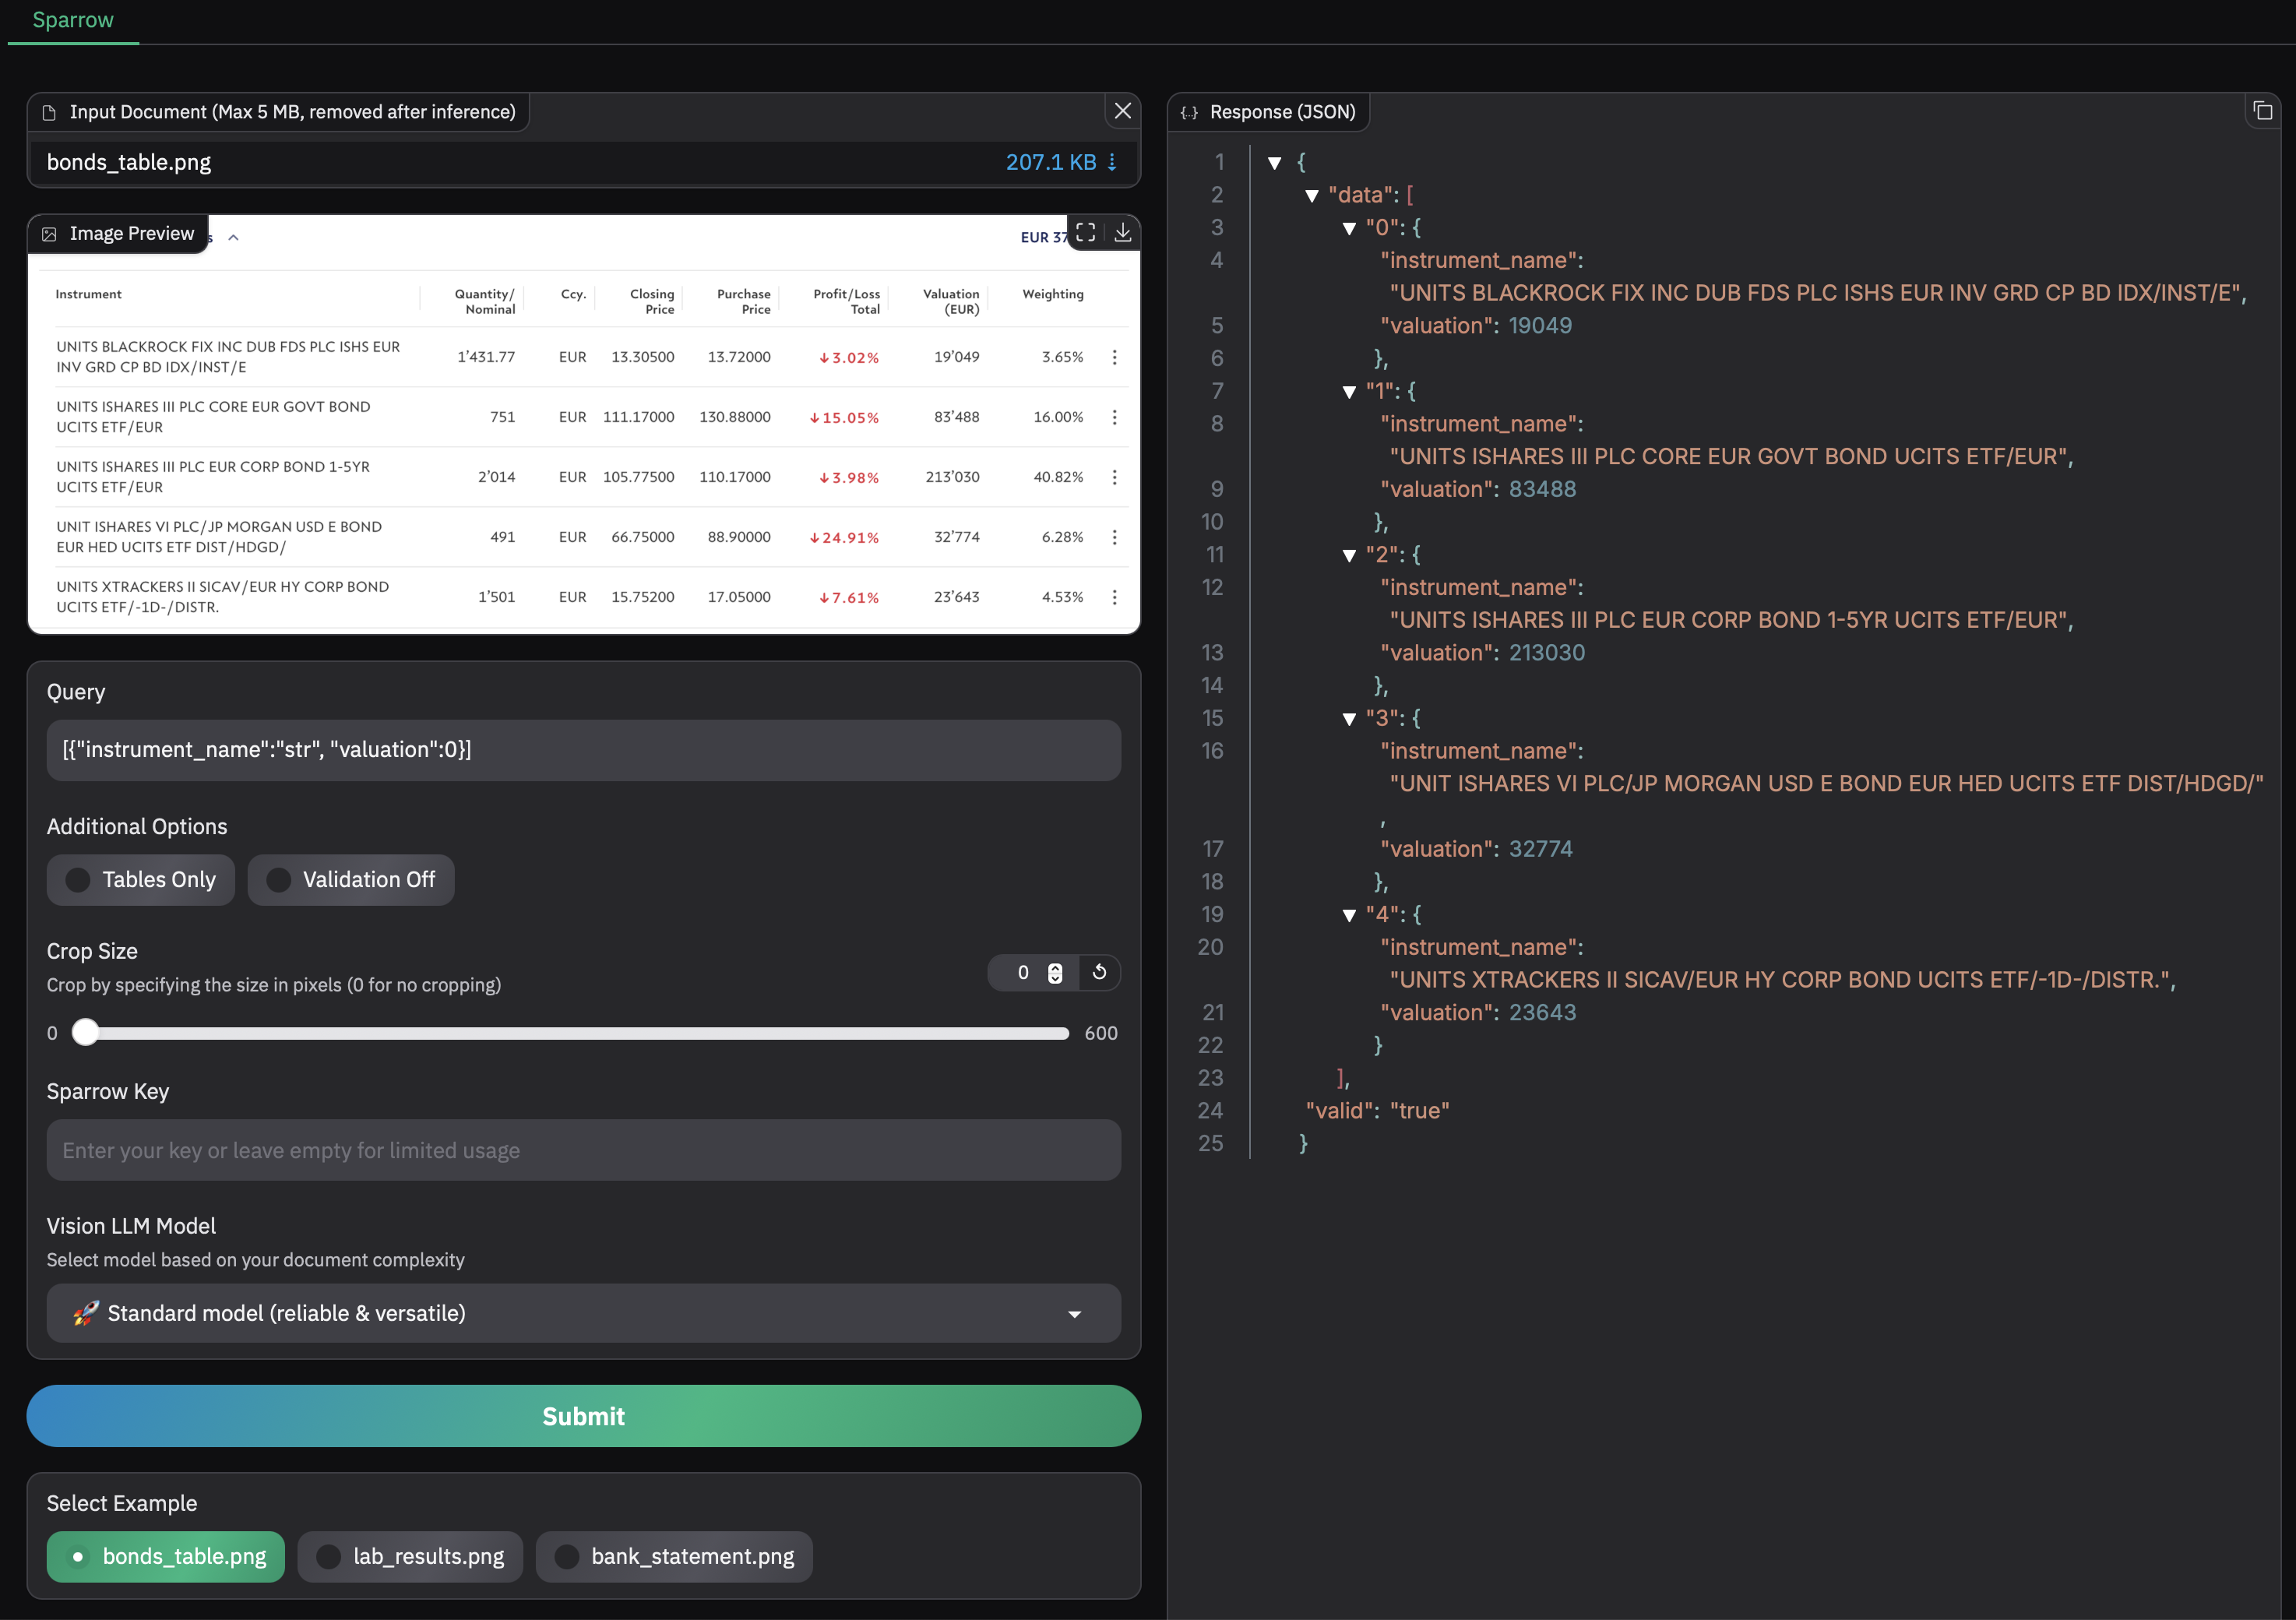 Sparrow
Input Document (Max 5 MB, removed after inference)
bonds_table.png
207.1 KB ⭣
Image Preview
EUR 37
Instrument
Quantity/
Nominal
Ccy.
Closing
Price
Purchase
Price
Profit/Loss
Total
Valuation
(EUR)
Weighting
UNITS BLACKROCK FIX INC DUB FDS PLC ISHS EUR
INV GRD CP BD IDX/INST/E
1’431.77 EUR 13.30500 13.72000 ↓3.02% 19’049 3.65%
UNITS ISHARES III PLC CORE EUR GOVT BOND
UCITS ETF/EUR
751 EUR 111.17000 130.88000 ↓15.05% 83’488 16.00%
UNITS ISHARES III PLC EUR CORP BOND 1-5YR
UCITS ETF/EUR
2’014 EUR 105.77500 110.17000 ↓3.98% 213’030 40.82%
UNIT ISHARES VI PLC/JP MORGAN USD E BOND
EUR HED UCITS ETF DIST/HDGD/
491 EUR 66.75000 88.90000 ↓24.91% 32’774 6.28%
UNITS XTRACKERS II SICAV/EUR HY CORP BOND
UCITS ETF/-1D-/DISTR.
1’501 EUR 15.75200 17.05000 ↓7.61% 23’643 4.53%
Query
[{"instrument_name":"str", "valuation":0}]
Additional Options
Tables Only
Validation Off
Crop Size
Crop by specifying the size in pixels (0 for no cropping)
0
0
600
Sparrow Key
Enter your key or leave empty for limited usage
Vision LLM Model
Select model based on your document complexity
🚀 Standard model (reliable & versatile)
Submit
Select Example
bonds_table.png
lab_results.png
bank_statement.png
{..} Response (JSON)
1 ▼ {
2 ▼ "data": [
3 ▼ "0": {
4 "instrument_name":
"UNITS BLACKROCK FIX INC DUB FDS PLC ISHS EUR INV GRD CP BD IDX/INST/E",
5 "valuation": 19049
6 },
7 ▼ "1": {
8 "instrument_name":
"UNITS ISHARES III PLC CORE EUR GOVT BOND UCITS ETF/EUR",
9 "valuation": 83488
10 },
11 ▼ "2": {
12 "instrument_name":
"UNITS ISHARES III PLC EUR CORP BOND 1-5YR UCITS ETF/EUR",
13 "valuation": 213030
14 },
15 ▼ "3": {
16 "instrument_name":
"UNIT ISHARES VI PLC/JP MORGAN USD E BOND EUR HED UCITS ETF DIST/HDGD/"
,
17 "valuation": 32774
18 },
19 ▼ "4": {
20 "instrument_name":
"UNITS XTRACKERS II SICAV/EUR HY CORP BOND UCITS ETF/-1D-/DISTR.",
21 "valuation": 23643
22 }
23 ],
24 "valid": "true"
25 }